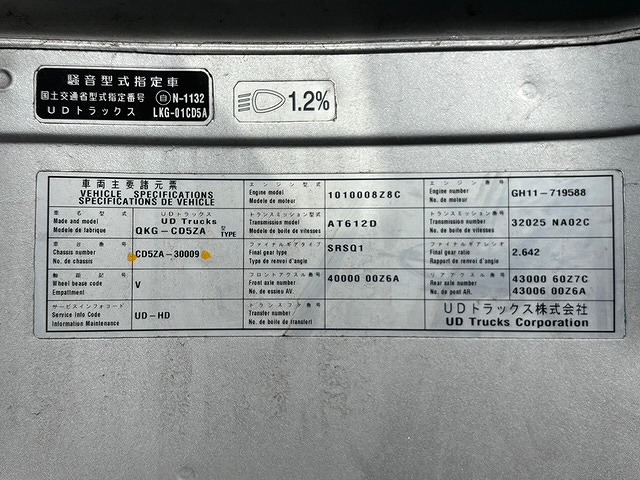 騒音型式指定車
国土交通省型式指定番号 自 N-1132
UDトラックス LKG-01CD5A
1.2%
車両主要諸元票
VEHICLE SPECIFICATIONS
SPECIFICATIONS DE VEHICLE
エンジン型式
Engine model
Modele de moteur
1010008Z8C
エンジン番号
Engine number
No. de moteur
GH11-719588
車名型式
Made and model
Modele de fabrique
UDトラックス
QKG-CD5ZA 型 TYPE
トランスミッション型式
Transmission model
Modele de boite de vitesses
AT612D
トランスミッション番号
Transmission number
No. de boite de vitesses
32025 NA02C
車台番号
Chassis number
No. de chassis
CD5ZA-30009
ファイナルギアタイプ
Final gear type
Type de renvoi d'angle
SRSQ1
ファイナルギアレシオ
Final gear ratio
Rapport de renvoi d'angle
2.642
軸距記号
Wheel bease code
Empattment
V
フロントアクスル番号
Front axle number
No. de essieu AV.
40000 00Z6A
リアアクスル番号
Rear axle number
No. de pont AR.
43000 60Z7C
43006 00Z6A
サービスインフォコード
Service Info Code
Information Maintenance
UD-HD
トランスファ番号
Transfer number
No. de boite de transfert
UDトラックス株式会社
UD Trucks Corporation